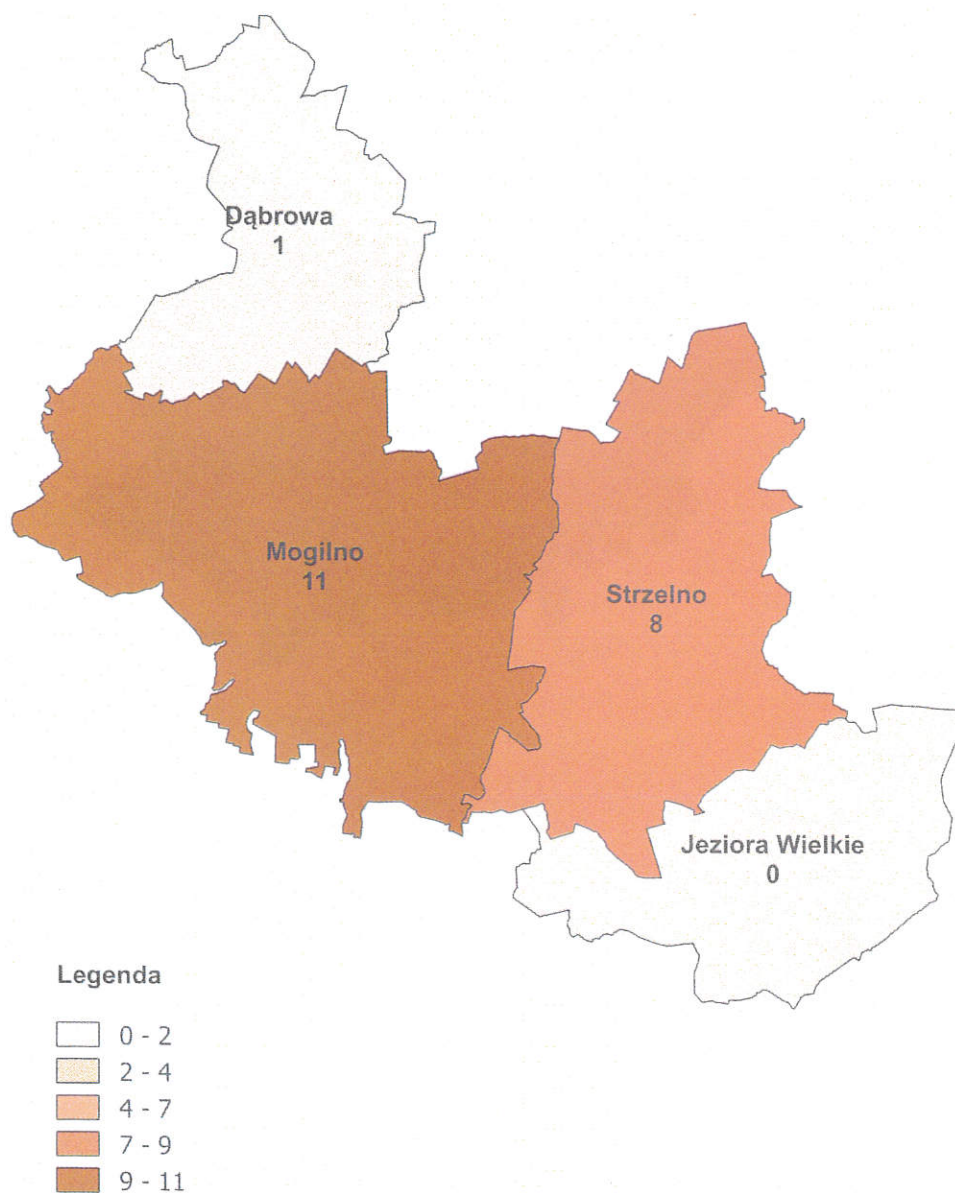 Dąbrowa
1
Mogilno
11
Strzelno
8
Jeziora Wielkie
0
Legenda
0 - 2
2 - 4
4 - 7
7 - 9
9 - 11